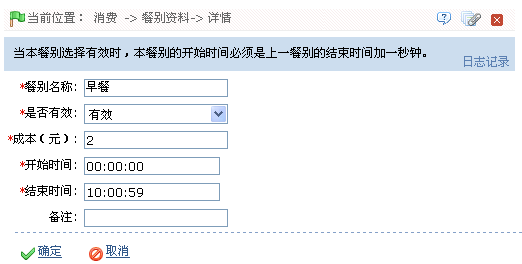 当前位置： 消费 -> 餐别资料-> 详情
当本餐别选择有效时，本餐别的开始时间必须是上一餐别的结束时间加一秒钟。
日志记录
*餐别名称: 早餐
*是否有效: 有效
*成本（元）: 2
*开始时间: 00:00:00
*结束时间: 10:00:59
备注:
确定 取消